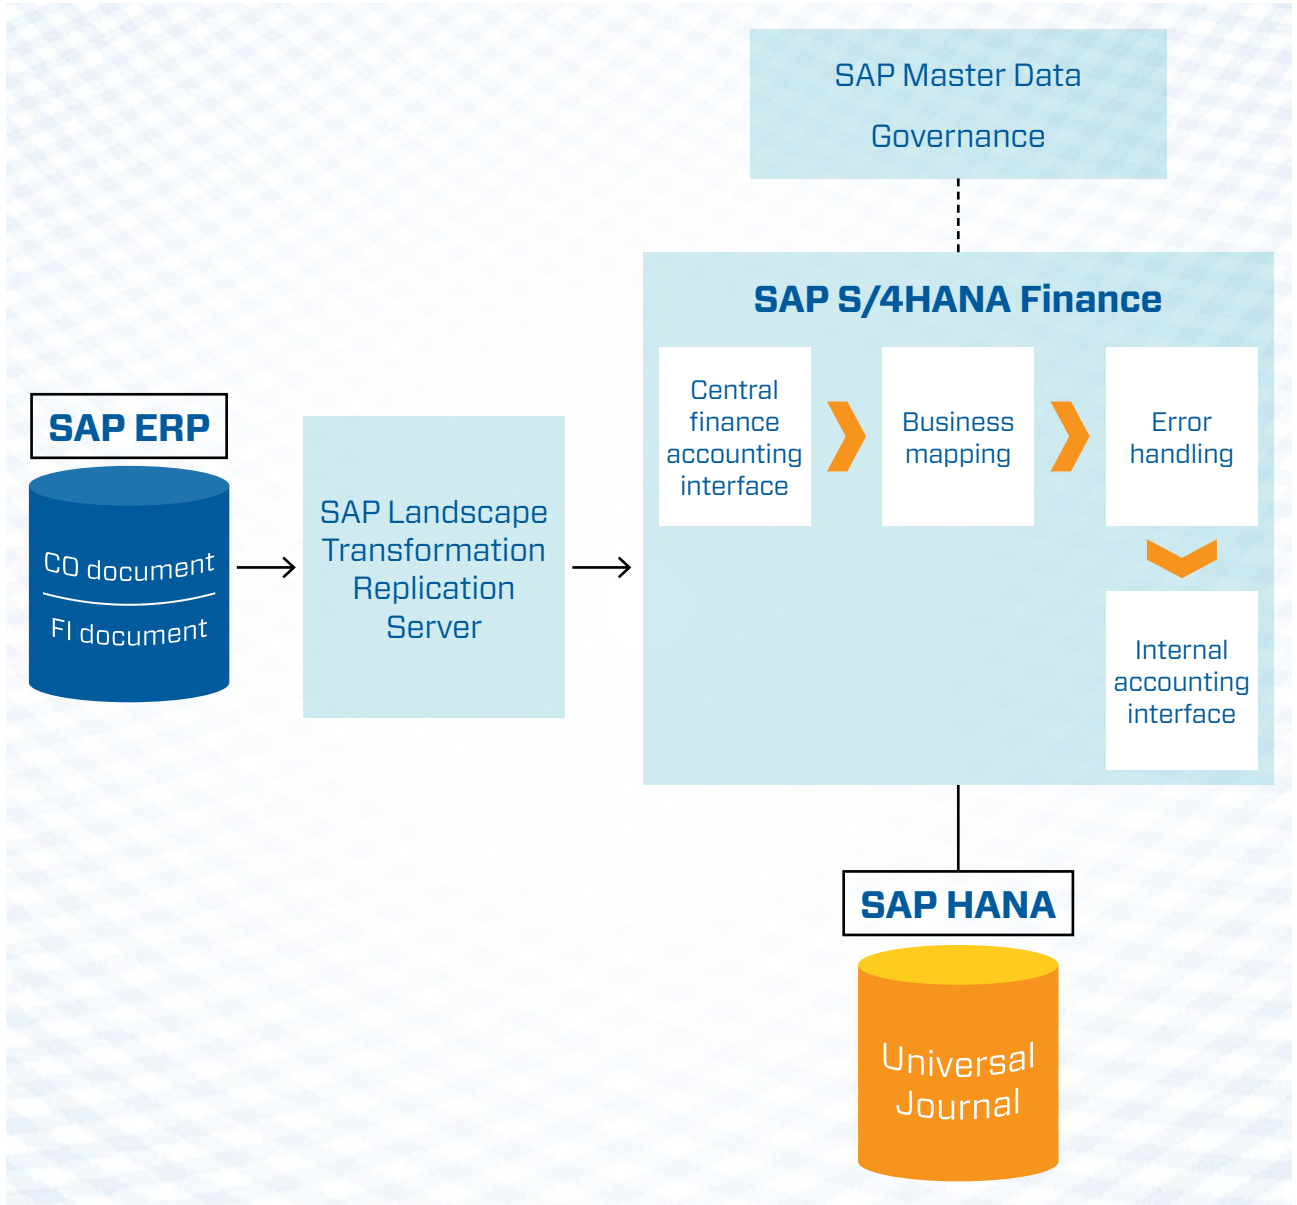 SAP Master Data
Governance
SAP S/4HANA Finance
Central
finance
accounting
interface
Business
mapping
Error
handling
Internal
accounting
interface
SAP ERP
CO document
FI document
SAP Landscape
Transformation
Replication
Server
SAP HANA
Universal
Journal